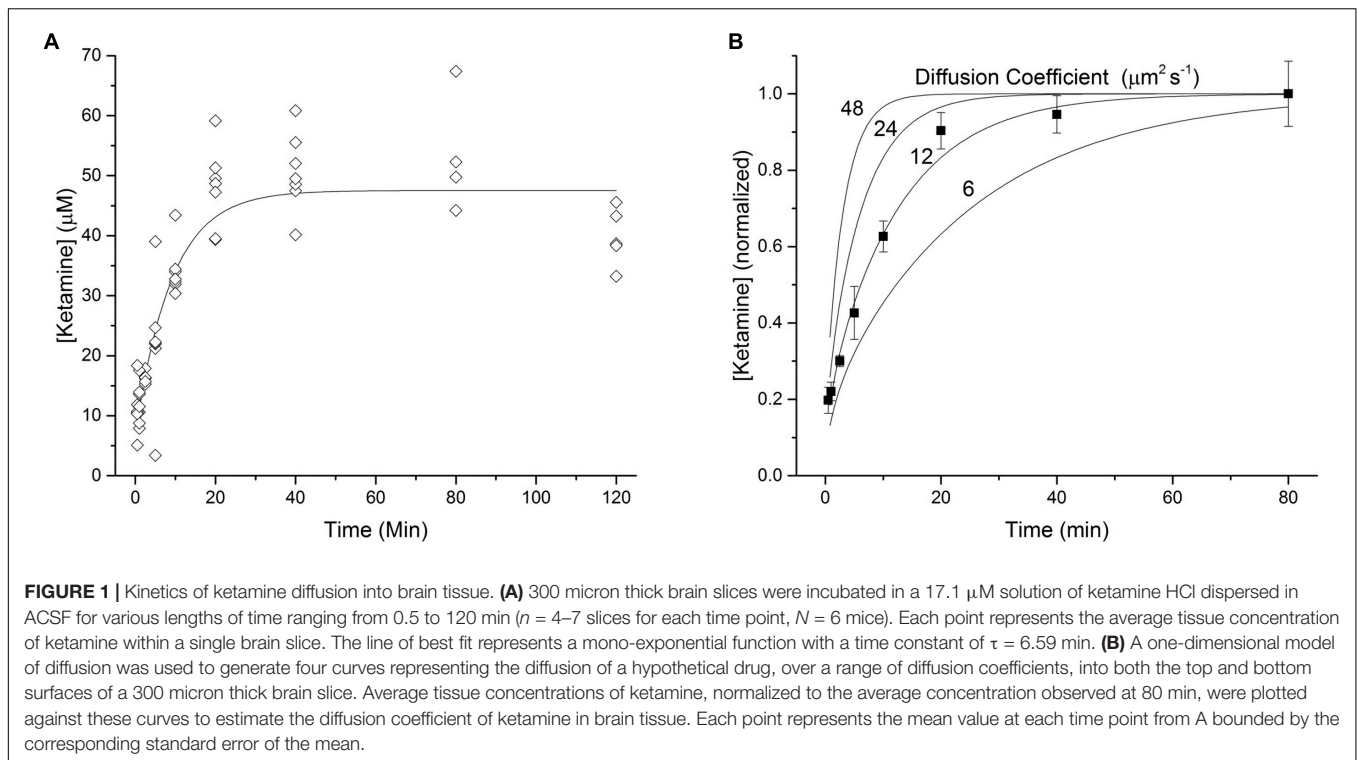 A
70
60
50
40
30
20
10
0
[Ketamine] (μM)
0 20 40 60 80 100 120
Time (Min)
B
Diffusion Coefficient (μm² s⁻¹)
1.0
0.8
0.6
0.4
0.2
0.0
[Ketamine] (normalized)
48
24
12
6
0 20 40 60 80
Time (min)
FIGURE 1 | Kinetics of ketamine diffusion into brain tissue. (A) 300 micron thick brain slices were incubated in a 17.1 μM solution of ketamine HCl dispersed in
ACSF for various lengths of time ranging from 0.5 to 120 min (n = 4–7 slices for each time point, N = 6 mice). Each point represents the average tissue concentration
of ketamine within a single brain slice. The line of best fit represents a mono-exponential function with a time constant of τ = 6.59 min. (B) A one-dimensional model
of diffusion was used to generate four curves representing the diffusion of a hypothetical drug, over a range of diffusion coefficients, into both the top and bottom
surfaces of a 300 micron thick brain slice. Average tissue concentrations of ketamine, normalized to the average concentration observed at 80 min, were plotted
against these curves to estimate the diffusion coefficient of ketamine in brain tissue. Each point represents the mean value at each time point from A bounded by the
corresponding standard error of the mean.